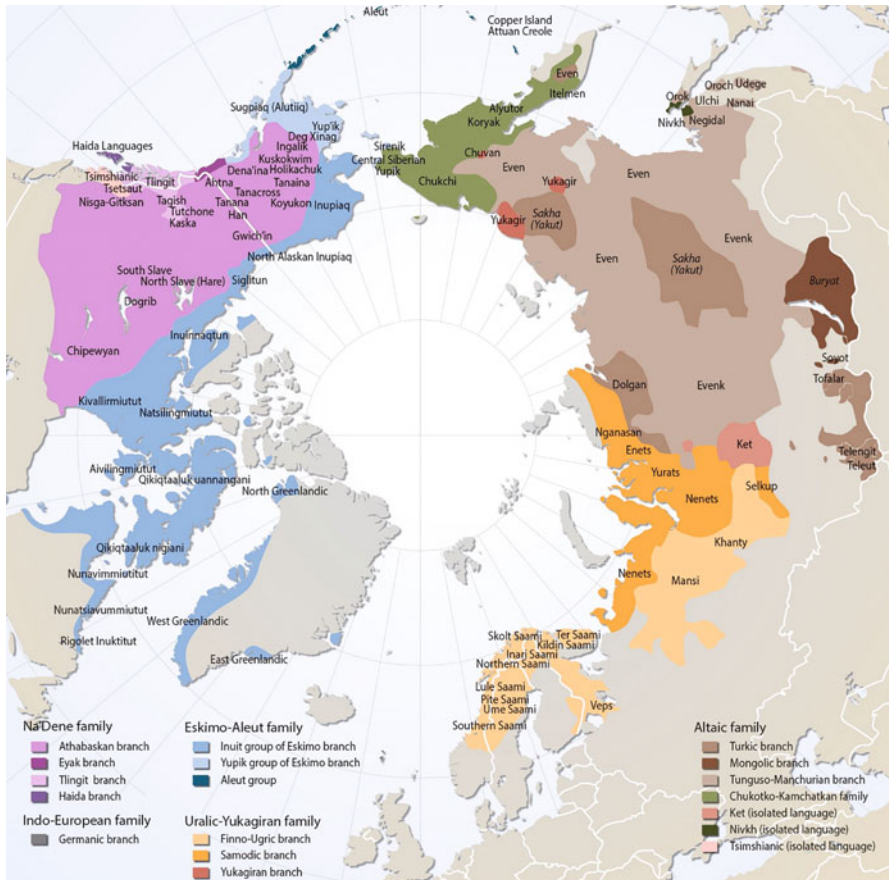 Aleut
Copper Island
Attuan Creole
Even
Itelmen
Alyutor
Koryak
Sugpiaq (Alutiiq)
Yup'ik
Deg Xinag
Ingalik
Kuskokwim
Holikachuk
Dena'ina
Tanaina
Ahtna
Tanacross
Tanana
Koyukon
Han
Inupiaq
Gwich'in
North Alaskan Inupiaq
Haida Languages
Tsimshianic
Tsetsaut
Nisga-Gitksan
Tlingit
Tagish
Tutchone
Kaska
Sirenik
Central Siberian
Yupik
Chuvan
Chukchi
Even
Yukagir
Yukagir
Sakha
(Yakut)
Even
Orok
Oroch
Udege
Ulchi
Nanai
Nivkh
Negidal
Even
Sakha
(Yakut)
Evenk
Buryat
Soyot
Tofalar
Telengit
Teleut
South Slave
North Slave (Hare)
Siglitun
Dogrib
Chipewyan
Inuinnaqtun
Kivallirmiutut
Natsilingmiutut
Aivilingmiutut
Qikiqtaaluk uannangani
North Greenlandic
Qikiqtaaluk nigiani
Nunavimmiutitut
Nunatsiavummiutut
Rigolet Inuktitut
West Greenlandic
East Greenlandic
Dolgan
Evenk
Nganasan
Enets
Yurats
Nenets
Ket
Selkup
Khanty
Mansi
Nenets
Skolt Saami
Ter Saami
Kildin Saami
Inari Saami
Northern Saami
Lule Saami
Pite Saami
Ume Saami
Southern Saami
Veps
Na'Dene family
Athabaskan branch
Eyak branch
Tlingit branch
Haida branch
Indo-European family
Germanic branch
Eskimo-Aleut family
Inuit group of Eskimo branch
Yupik group of Eskimo branch
Aleut group
Uralic-Yukagiran family
Finno-Ugric branch
Samodic branch
Yukagiran branch
Altaic family
Turkic branch
Mongolic branch
Tunguso-Manchurian branch
Chukotko-Kamchatkan family
Ket (isolated language)
Nivkh (isolated language)
Tsimshianic (isolated language)